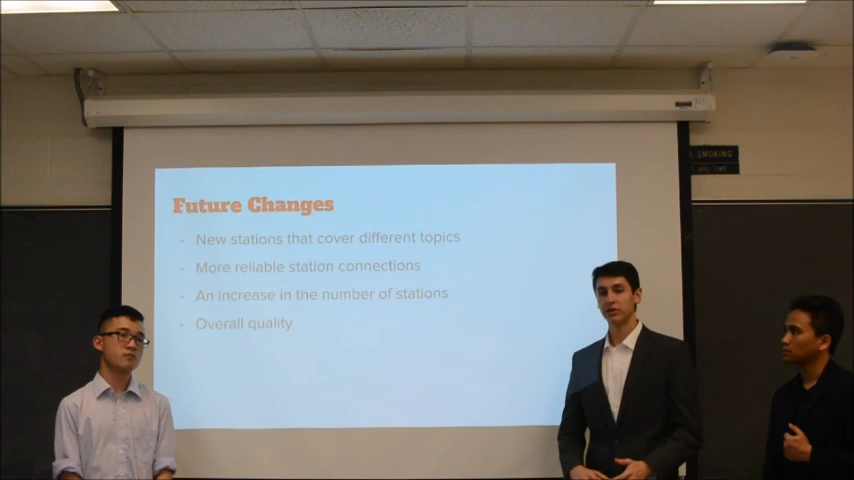 Future Changes
- New stations that cover different topics
- More reliable station connections
- An increase in the number of stations
- Overall quality
SMOKING